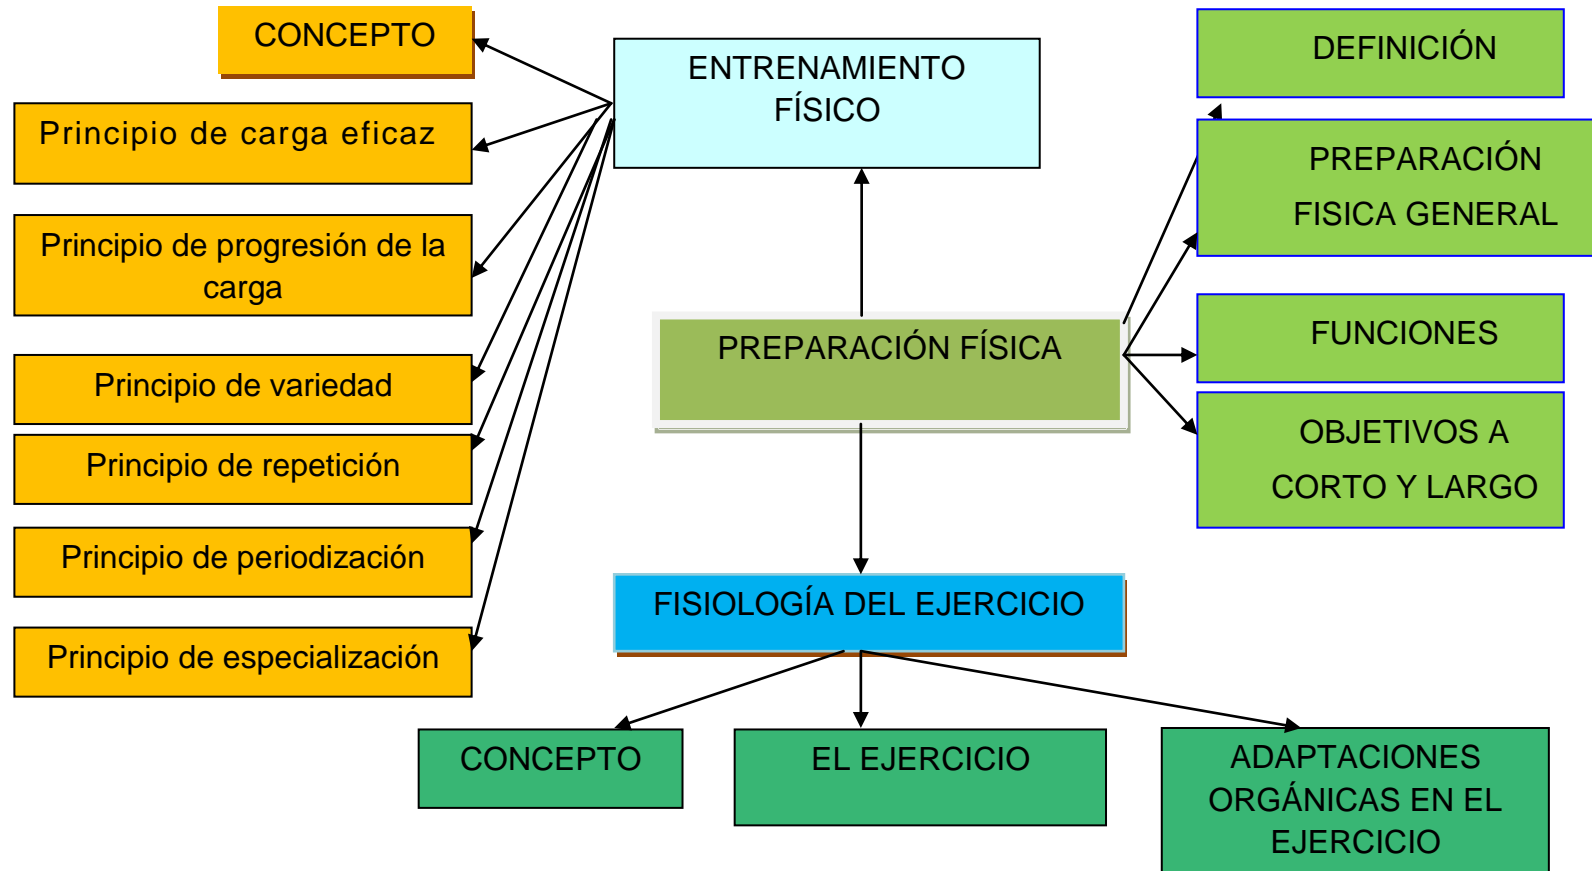 CONCEPTO
Principio de carga eficaz
Principio de progresión de la
carga
Principio de variedad
Principio de repetición
Principio de periodización
Principio de especialización
ENTRENAMIENTO
FÍSICO
PREPARACIÓN FÍSICA
DEFINICIÓN
PREPARACIÓN
FISICA GENERAL
FUNCIONES
OBJETIVOS A
CORTO Y LARGO
FISIOLOGÍA DEL EJERCICIO
CONCEPTO
EL EJERCICIO
ADAPTACIONES
ORGÁNICAS EN EL
EJERCICIO